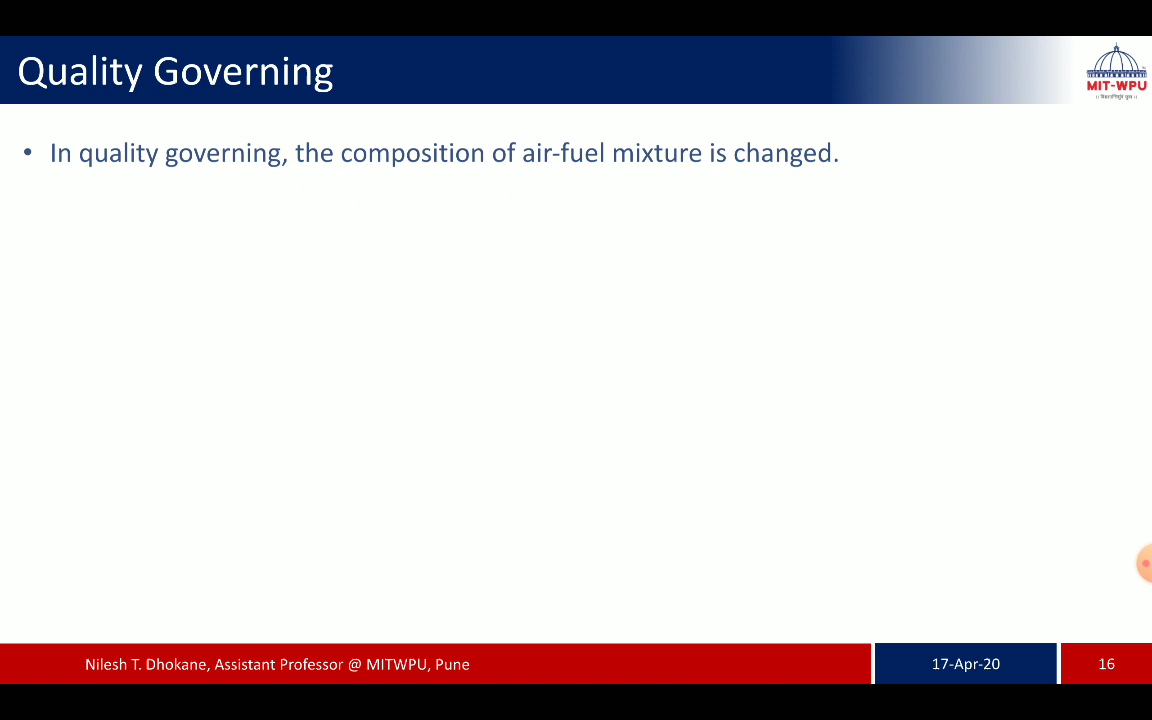 Quality Governing
MIT-WPU
• In quality governing, the composition of air-fuel mixture is changed.
Nilesh T. Dhokane, Assistant Professor @ MITWPU, Pune
17-Apr-20
16